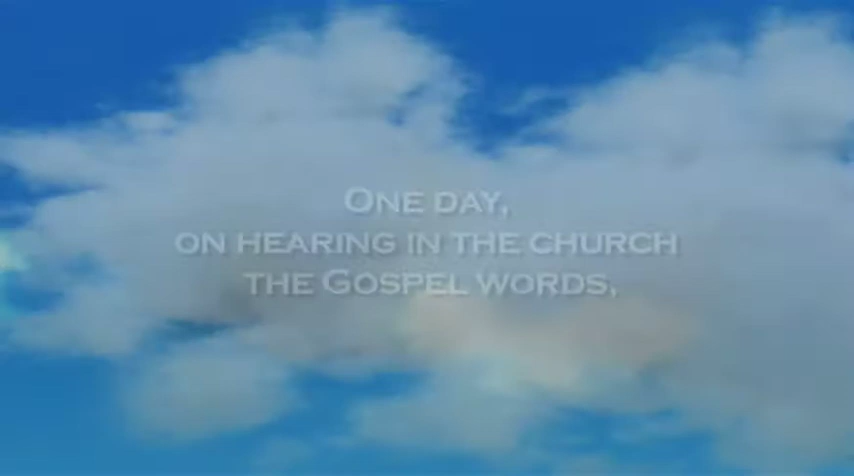 One day,
on hearing in the church
the Gospel words,